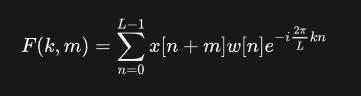 F(k, m) = \sum_{n=0}^{L-1} x[n + m]w[n]e^{-i\frac{2\pi}{L}kn}